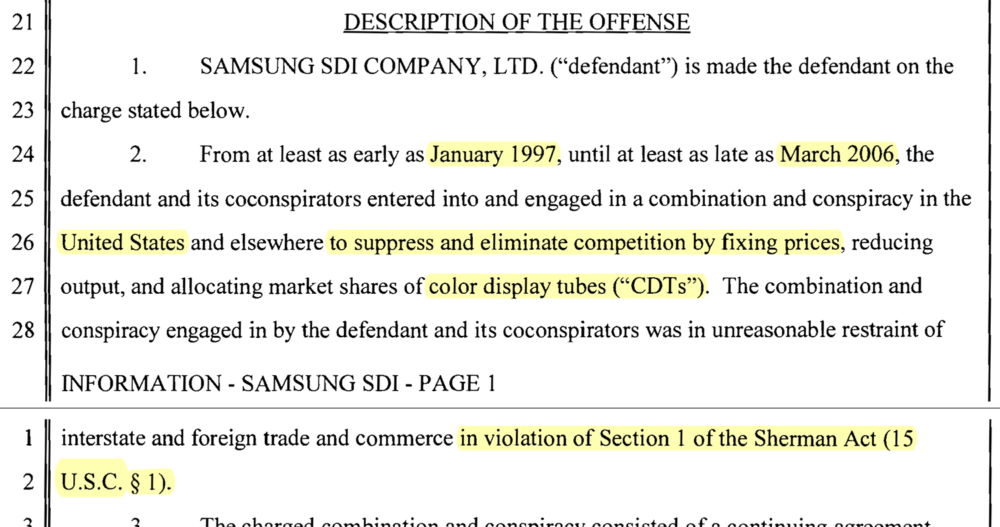 21 DESCRIPTION OF THE OFFENSE
22 1. SAMSUNG SDI COMPANY, LTD. (“defendant”) is made the defendant on the
23 charge stated below.
24 2. From at least as early as January 1997, until at least as late as March 2006, the
25 defendant and its coconspirators entered into and engaged in a combination and conspiracy in the
26 United States and elsewhere to suppress and eliminate competition by fixing prices, reducing
27 output, and allocating market shares of color display tubes (“CDTs”). The combination and
28 conspiracy engaged in by the defendant and its coconspirators was in unreasonable restraint of
INFORMATION - SAMSUNG SDI - PAGE 1
1 interstate and foreign trade and commerce in violation of Section 1 of the Sherman Act (15
2 U.S.C. § 1).
3 3. The charged combination and conspiracy consisted of a continuing agreement